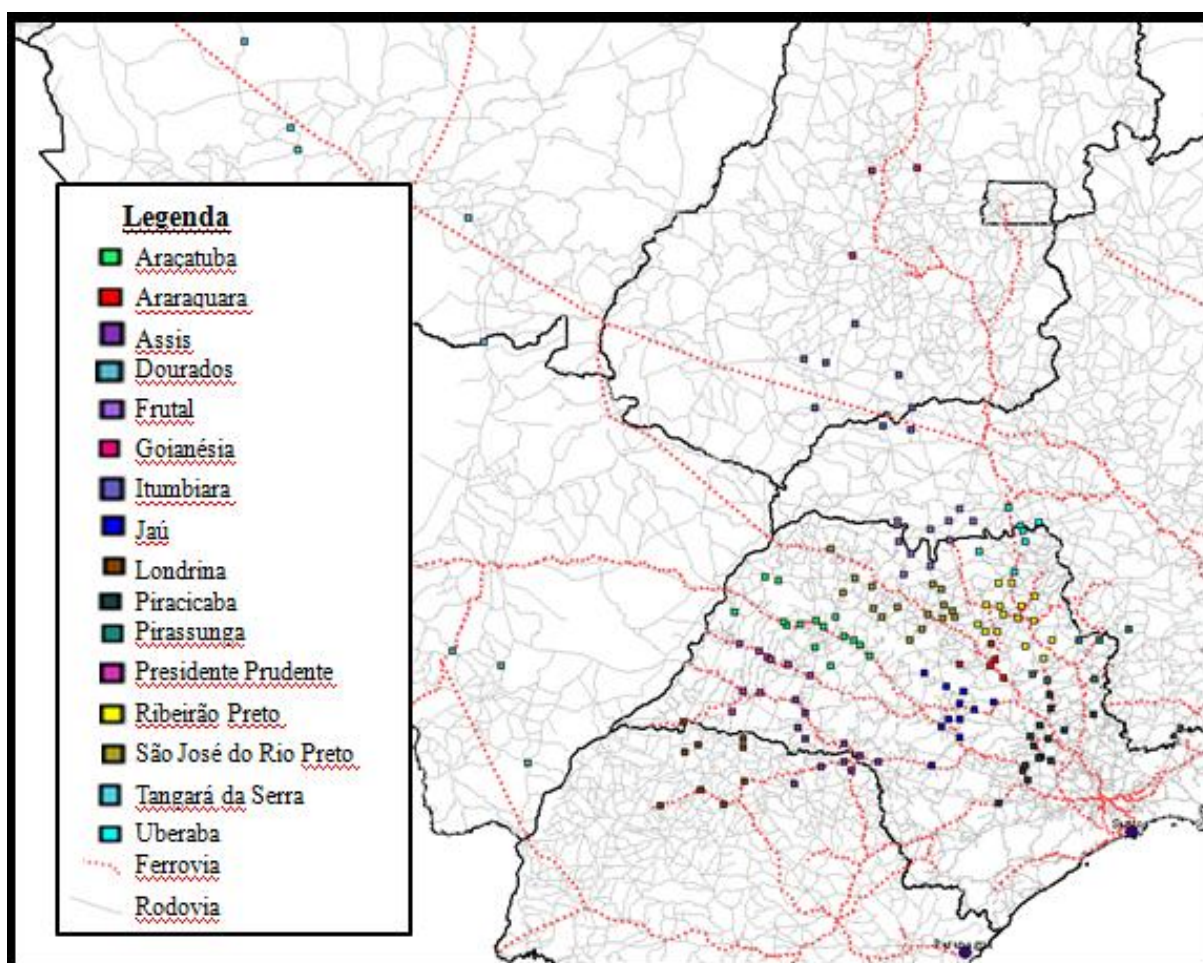 Legenda
Araçatuba
Araraquara
Assis
Dourados
Frutal
Goianésia
Itumbiara
Jaú
Londrina
Piracicaba
Pirassunga
Presidente Prudente
Ribeirão Preto
São José do Rio Preto
Tangará da Serra
Uberaba
Ferrovia
Rodovia